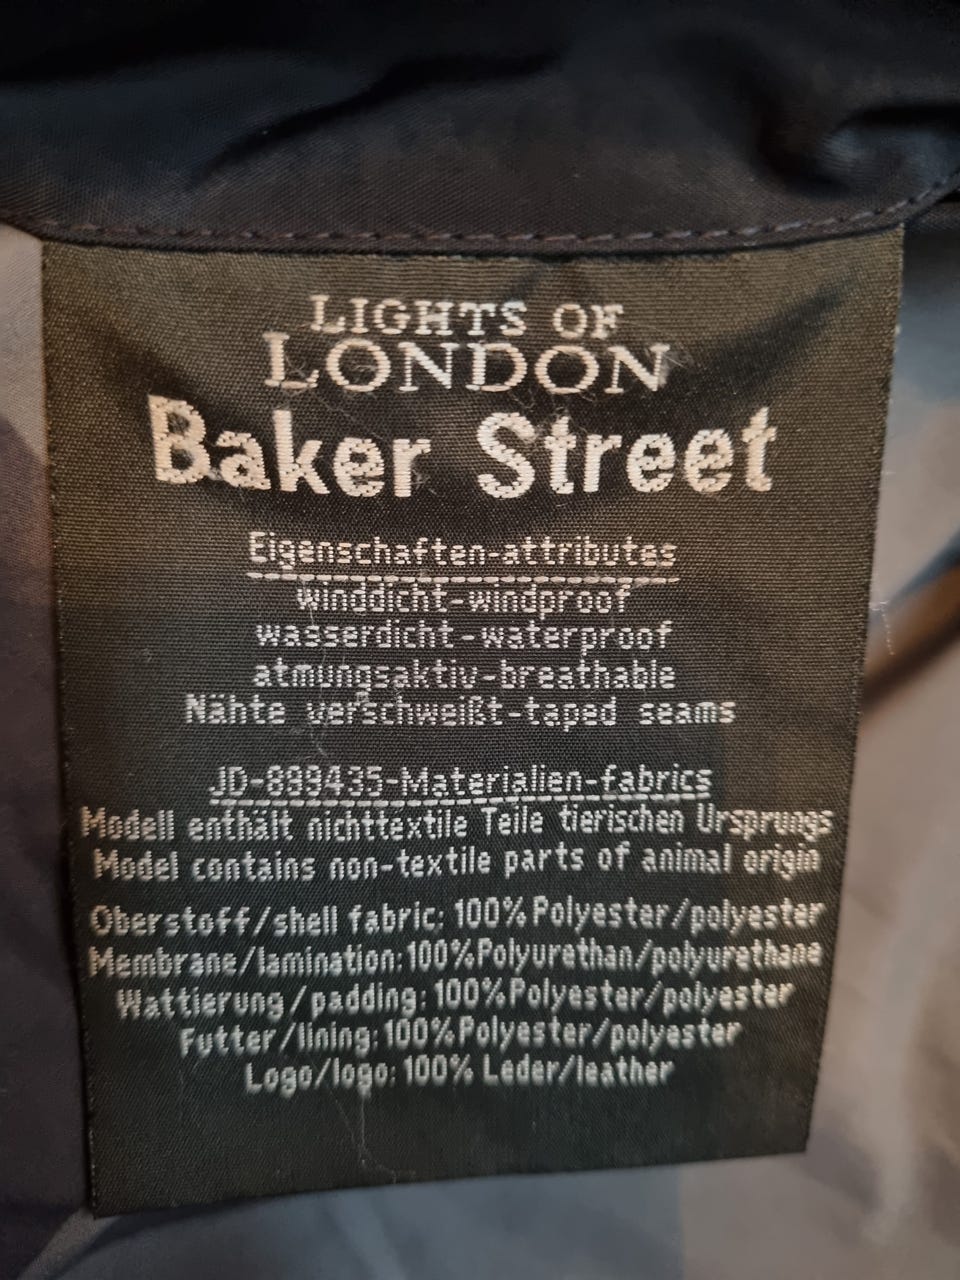 LIGHTS OF
LONDON
Baker Street
Eigenschaften-attributes
winddicht-windproof
wasserdicht-waterproof
atmungsaktiv-breathable
Nähte verschweißt-taped seams
JD-899435-Materialien-fabrics
Modell enthält nichttextile Teile tierischen Ursprungs
Model contains non-textile parts of animal origin
Oberstoff/shell fabric: 100% Polyester/polyester
Membrane/lamination:100%Polyurethan/polyurethane
Wattierung/padding: 100%Polyester/polyester
Futter/lining: 100%Polyester/polyester
Logo/logo: 100% Leder/leather